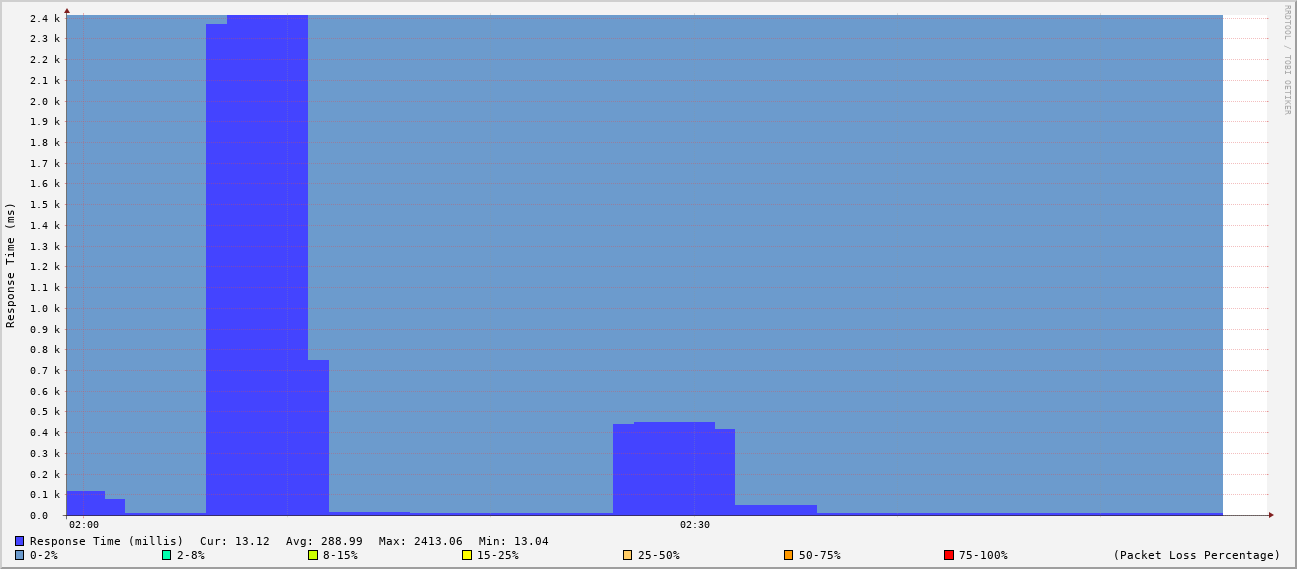 RRDTOOL / TOBI OETIKER
Response Time (ms)
2.4 k
2.3 k
2.2 k
2.1 k
2.0 k
1.9 k
1.8 k
1.7 k
1.6 k
1.5 k
1.4 k
1.3 k
1.2 k
1.1 k
1.0 k
0.9 k
0.8 k
0.7 k
0.6 k
0.5 k
0.4 k
0.3 k
0.2 k
0.1 k
0.0
02:00 02:30
Response Time (millis) Cur: 13.12 Avg: 288.99 Max: 2413.06 Min: 13.04
0-2% 2-8% 8-15% 15-25% 25-50% 50-75% 75-100% (Packet Loss Percentage)